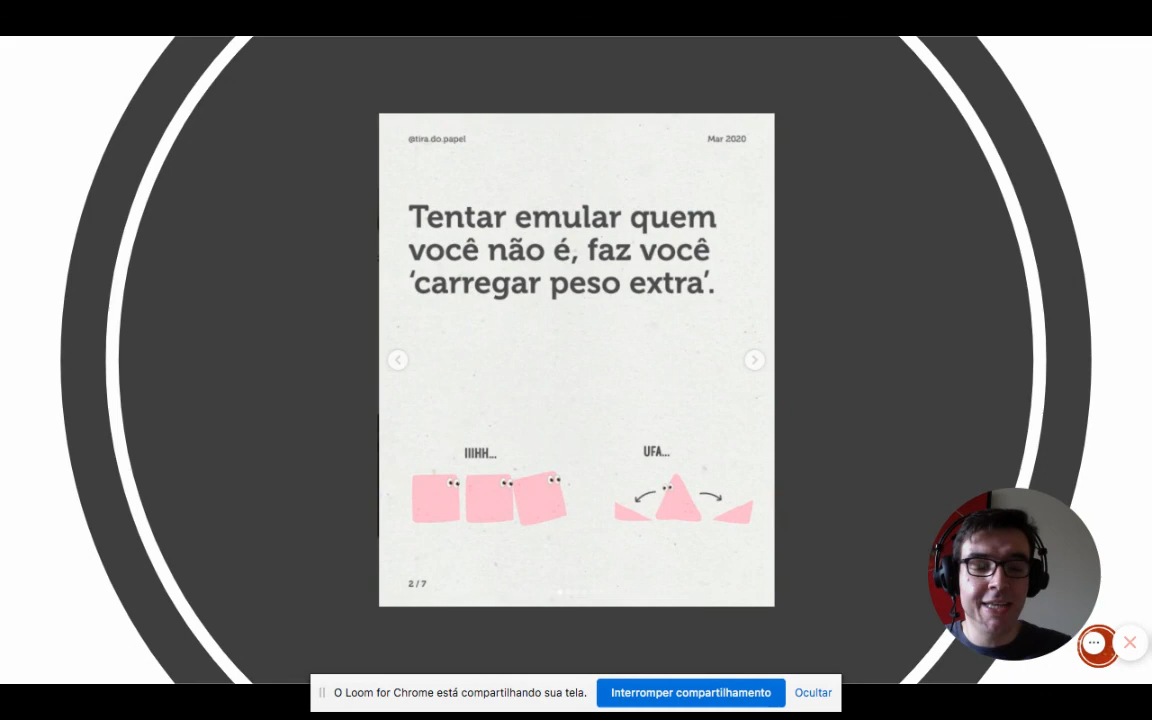 @tira.do.papel
Mar 2020
Tentar emular quem
você não é, faz você
‘carregar peso extra’.
IIIHH...
UFA...
2 / 7
O Loom for Chrome está compartilhando sua tela.
Interromper compartilhamento
Ocultar